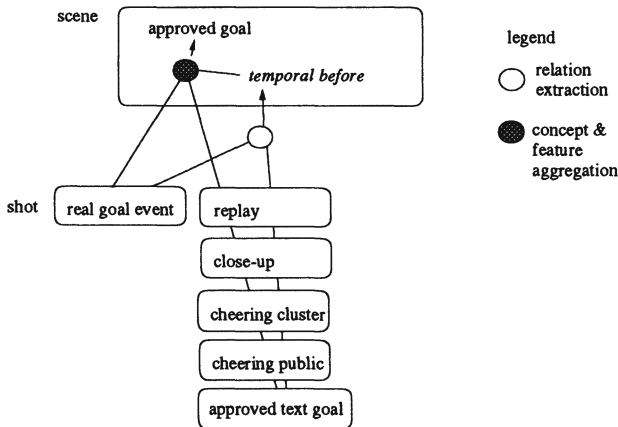 scene
approved goal
temporal before
legend
relation
extraction
concept &
feature
aggregation
shot
real goal event
replay
close-up
cheering cluster
cheering public
approved text goal